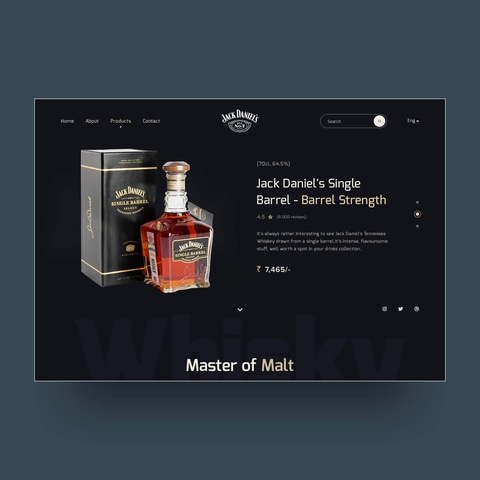 Home
About
Products
Contact
JACK DANIEL'S
Search
Eng
(70cl, 64.5%)
Jack Daniel's Single
Barrel - Barrel Strength
4.5
(8,000 reviews)
It's always rather interesting to see Jack Daniel's Tennessee
Whiskey drawn from a single barrel,it's intense, flavoursome
stuff, well worth a spot in your drinks collection.
₹ 7,465/-
JACK DANIEL'S
SINGLE BARREL
SELECT
JACK DANIEL'S
SINGLE BARREL
Whisky
Master of Malt